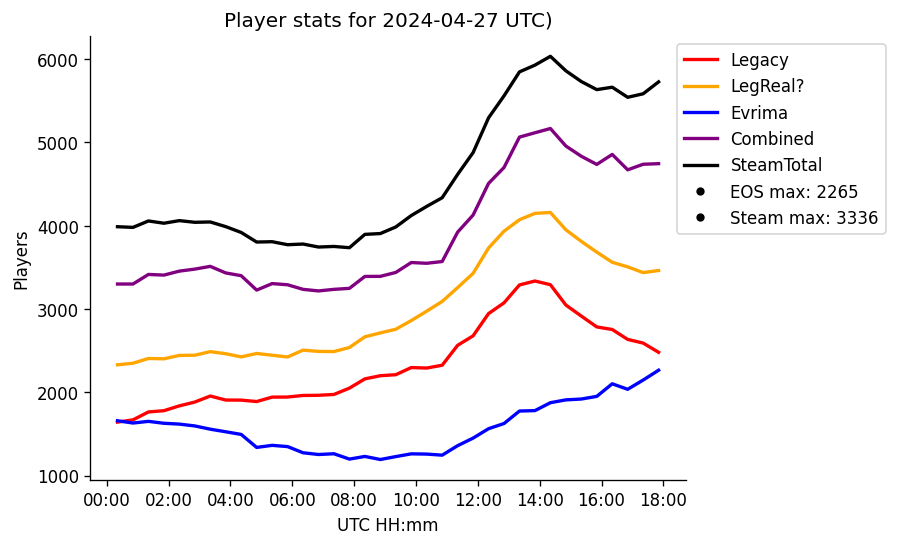 Player stats for 2024-04-27 UTC)
6000
5000
4000
3000
2000
1000
Players
00:00 02:00 04:00 06:00 08:00 10:00 12:00 14:00 16:00 18:00
UTC HH:mm
Legacy
LegReal?
Evrima
Combined
SteamTotal
EOS max: 2265
Steam max: 3336